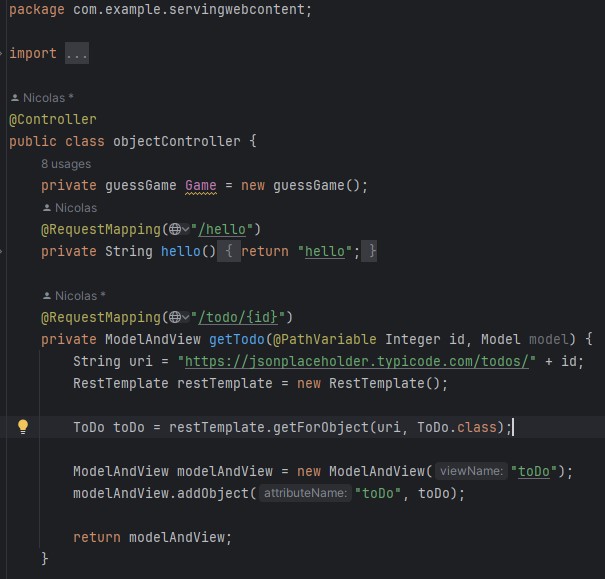 package com.example.servingwebcontent;
import ...
Nicolas *
@Controller
public class objectController {
8 usages
private guessGame Game = new guessGame();
Nicolas
@RequestMapping("/hello")
private String hello() { return "hello"; }
Nicolas *
@RequestMapping("/todo/{id}")
private ModelAndView getTodo(@PathVariable Integer id, Model model) {
String uri = "https://jsonplaceholder.typicode.com/todos/" + id;
RestTemplate restTemplate = new RestTemplate();
ToDo toDo = restTemplate.getForObject(uri, ToDo.class);
ModelAndView modelAndView = new ModelAndView( viewName: "toDo");
modelAndView.addObject( attributeName: "toDo", toDo);
return modelAndView;
}